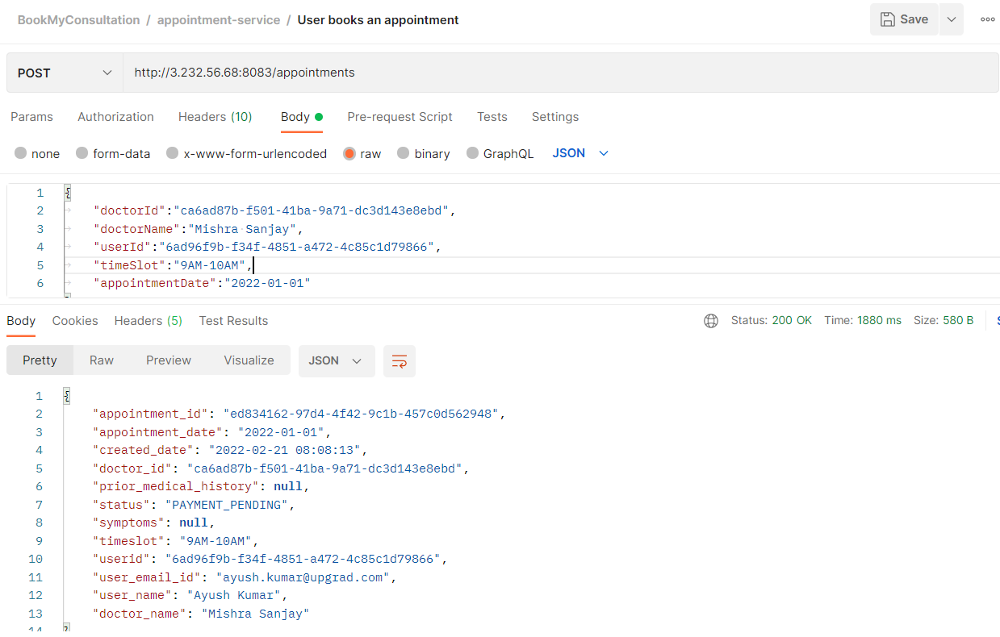 BookMyConsultation / appointment-service / User books an appointment
Save
POST http://3.232.56.68:8083/appointments
Params Authorization Headers (10) Body Pre-request Script Tests Settings
none form-data x-www-form-urlencoded raw binary GraphQL JSON
1 {
2 "doctorId":"ca6ad87b-f501-41ba-9a71-dc3d143e8ebd",
3 "doctorName":"Mishra Sanjay",
4 "userId":"6ad96f9b-f34f-4851-a472-4c85c1d79866",
5 "timeSlot":"9AM-10AM",
6 "appointmentDate":"2022-01-01"
Body Cookies Headers (5) Test Results Status: 200 OK Time: 1880 ms Size: 580 B
Pretty Raw Preview Visualize JSON
1 {
2 "appointment_id": "ed834162-97d4-4f42-9c1b-457c0d562948",
3 "appointment_date": "2022-01-01",
4 "created_date": "2022-02-21 08:08:13",
5 "doctor_id": "ca6ad87b-f501-41ba-9a71-dc3d143e8ebd",
6 "prior_medical_history": null,
7 "status": "PAYMENT_PENDING",
8 "symptoms": null,
9 "timeslot": "9AM-10AM",
10 "userid": "6ad96f9b-f34f-4851-a472-4c85c1d79866",
11 "user_email_id": "ayush.kumar@upgrad.com",
12 "user_name": "Ayush Kumar",
13 "doctor_name": "Mishra Sanjay"
14 }